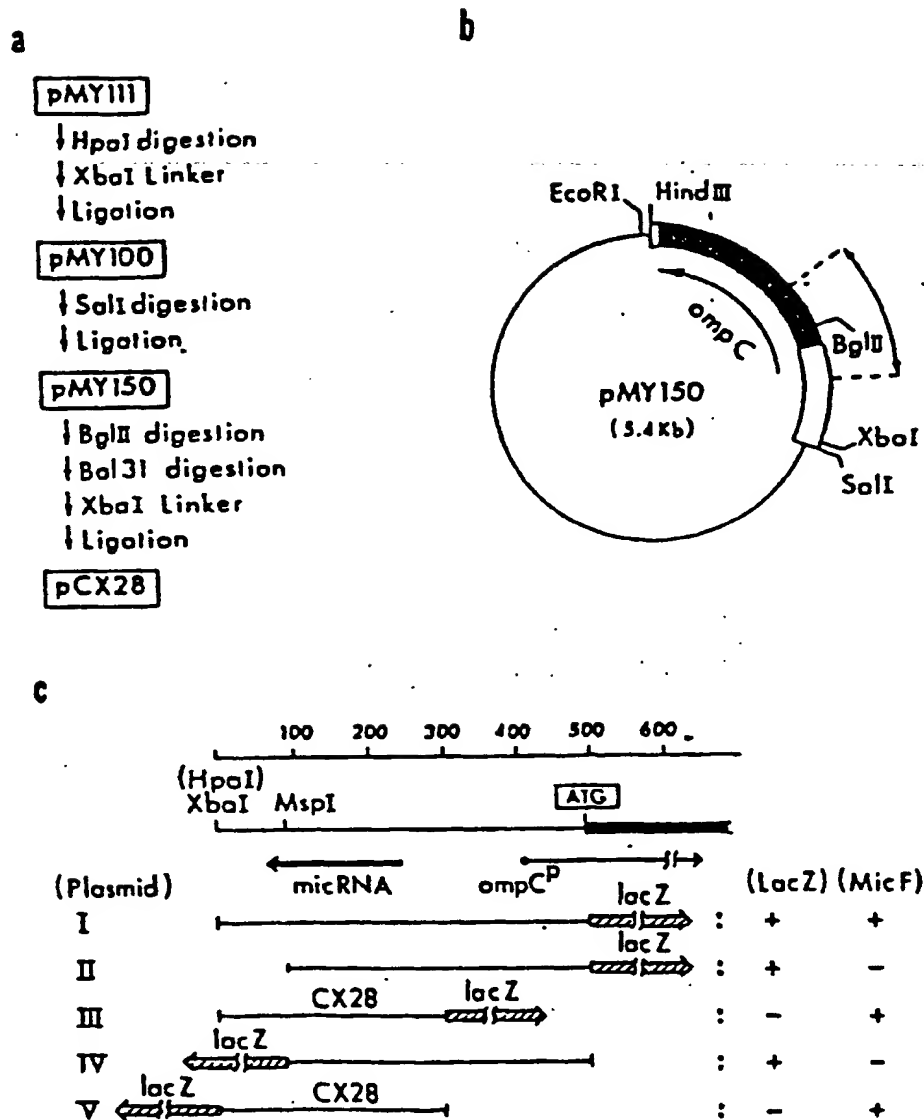 a
pMY111
↓HpaI digestion
↓XbaI Linker
↓Ligation
pMY100
↓SalI digestion
↓Ligation.
pMY150
↓BglII digestion
↓Bal31 digestion
↓XbaI Linker
↓Ligation
pCX28
b
EcoRI HindIII
ompC
BglII
pMY150
(5.4Kb)
XbaI
SalI
c
100 200 300 400 500 600
(HpaI)
XbaI MspI ATG
micRNA ompCP
(Plasmid) lacZ (LacZ) (MicF)
I : + +
lacZ
II : + -
CX28 lacZ
III : - +
lacZ
IV : + -
lacZ CX28
V : - +